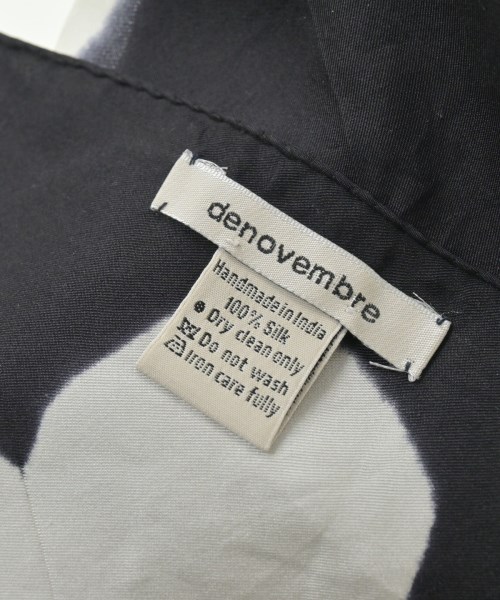 denovembre
Handmade in India
100% Silk
Dry clean only
Do not wash
Iron care fully